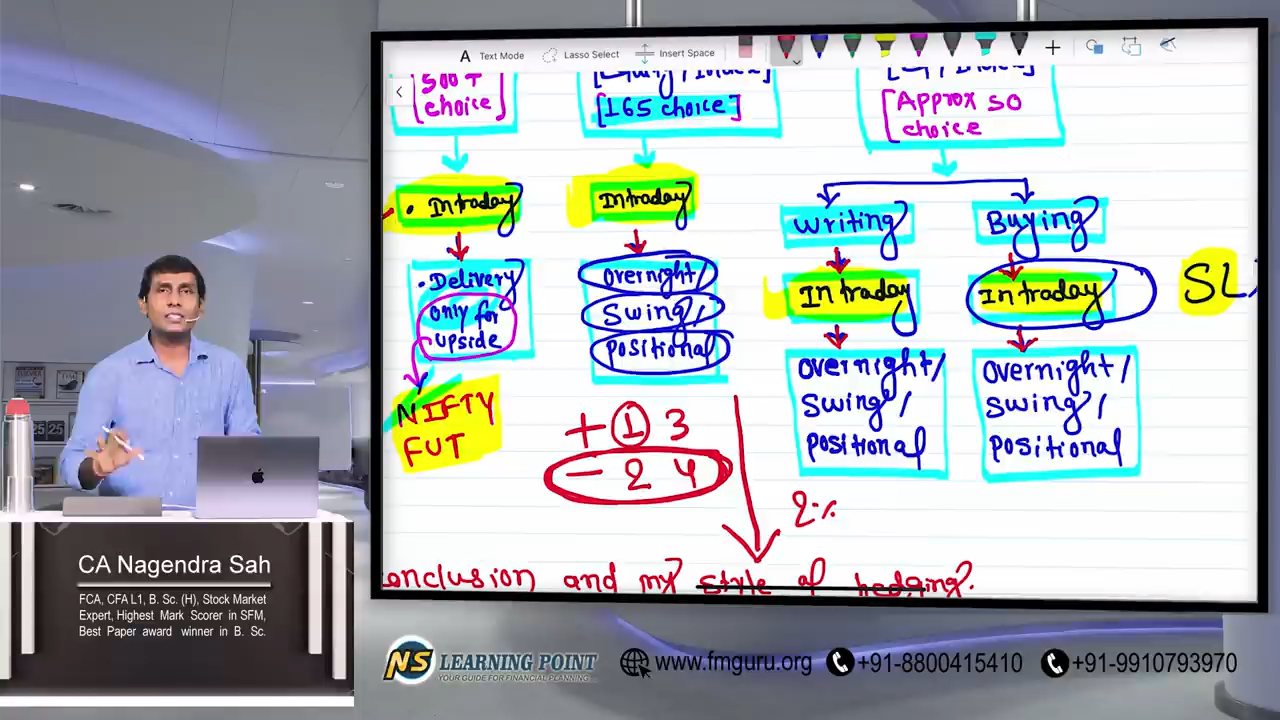 Text Mode
Lasso Select
Insert Space
500+
choice
[165 choice]
[Approx 50
choice
• Intraday
Intraday
Writing
Buying
• Delivery
only for
upside
overnight/
Swing/
positional
Intraday
Intraday
SL
NIFTY
FUT
overnight/
Swing/
positional
overnight/
Swing/
positional
+ 1 3
- 2 4
2%
onclusion and my style of hedging.
CA Nagendra Sah
FCA, CFA L1, B. Sc. (H), Stock Market
Expert, Highest Mark Scorer in SFM,
Best Paper award winner in B. Sc.
25 25
NS LEARNING POINT
YOUR GUIDE FOR FINANCIAL PLANNING
www.fmguru.org
+91-8800415410
+91-9910793970